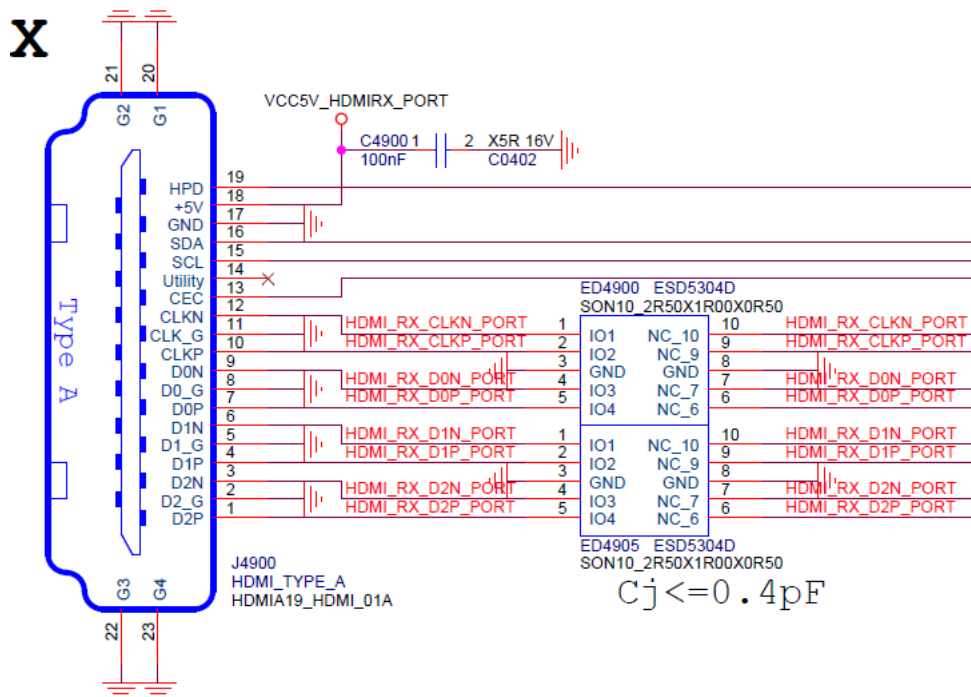 X
21
20
G2
G1
VCC5V_HDMIRX_PORT
C4900 1
2 X5R 16V
100nF
C0402
HPD 19
+5V 18
GND 17
SDA 16
SCL 15
Utility 14
CEC 13
CLKN 12
CLK_G 11
CLKP 10
D0N 9
D0_G 8
D0P 7
D1N 6
D1_G 5
D1P 4
D2N 3
D2_G 2
D2P 1
Type A
G3
G4
22
23
J4900
HDMI_TYPE_A
HDMIA19_HDMI_01A
ED4900 ESD5304D
SON10_2R50X1R00X0R50
HDMI_RX_CLKN_PORT 1 IO1 NC_10 10 HDMI_RX_CLKN_PORT
HDMI_RX_CLKP_PORT 2 IO2 NC_9 9 HDMI_RX_CLKP_PORT
3 GND GND 8
HDMI_RX_D0N_PORT 4 IO3 NC_7 7 HDMI_RX_D0N_PORT
HDMI_RX_D0P_PORT 5 IO4 NC_6 6 HDMI_RX_D0P_PORT
HDMI_RX_D1N_PORT 1 IO1 NC_10 10 HDMI_RX_D1N_PORT
HDMI_RX_D1P_PORT 2 IO2 NC_9 9 HDMI_RX_D1P_PORT
3 GND GND 8
HDMI_RX_D2N_PORT 4 IO3 NC_7 7 HDMI_RX_D2N_PORT
HDMI_RX_D2P_PORT 5 IO4 NC_6 6 HDMI_RX_D2P_PORT
ED4905 ESD5304D
SON10_2R50X1R00X0R50
Cj<=0.4pF